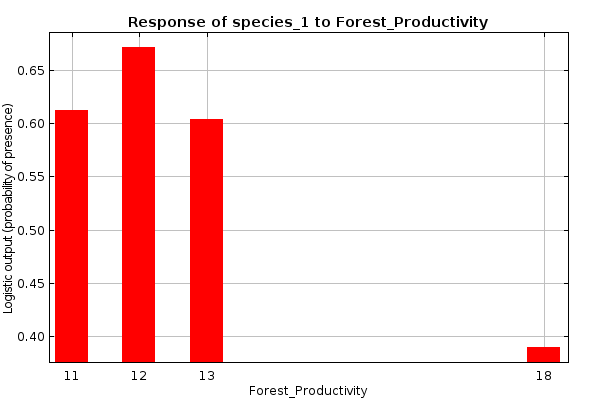 Response of species_1 to Forest_Productivity
Logistic output (probability of presence)
0.65
0.60
0.55
0.50
0.45
0.40
11 12 13 18
Forest_Productivity